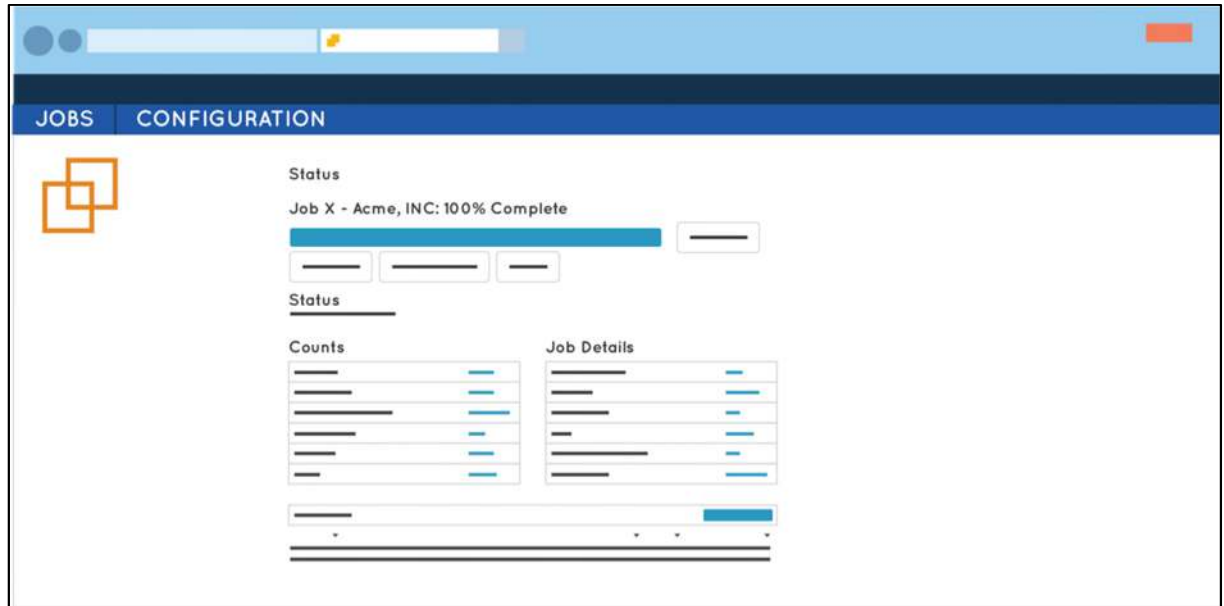 JOBS CONFIGURATION
Status
Job X - Acme, INC: 100% Complete
Status
Counts Job Details